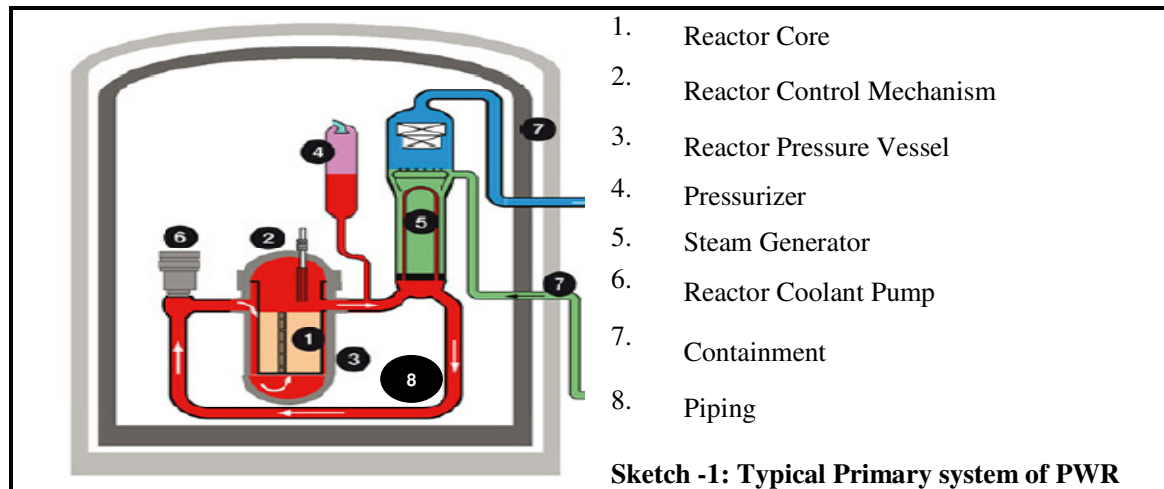 7
4
5
6
2
7
1
3
8
1. Reactor Core
2. Reactor Control Mechanism
3. Reactor Pressure Vessel
4. Pressurizer
5. Steam Generator
6. Reactor Coolant Pump
7. Containment
8. Piping
Sketch -1: Typical Primary system of PWR